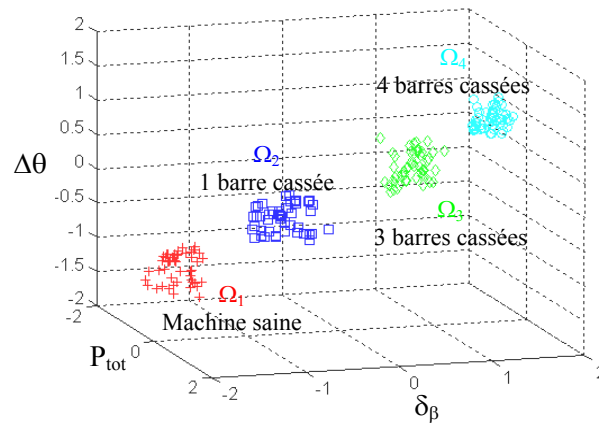 2
1.5
1
0.5
0
-0.5
-1
-1.5
-2
Δθ
Ω4
4 barres cassées
Ω2
1 barre cassée
Ω3
3 barres cassées
Ω1
Machine saine
-2
0
2
Ptot
-2
-1
0
1
2
δβ